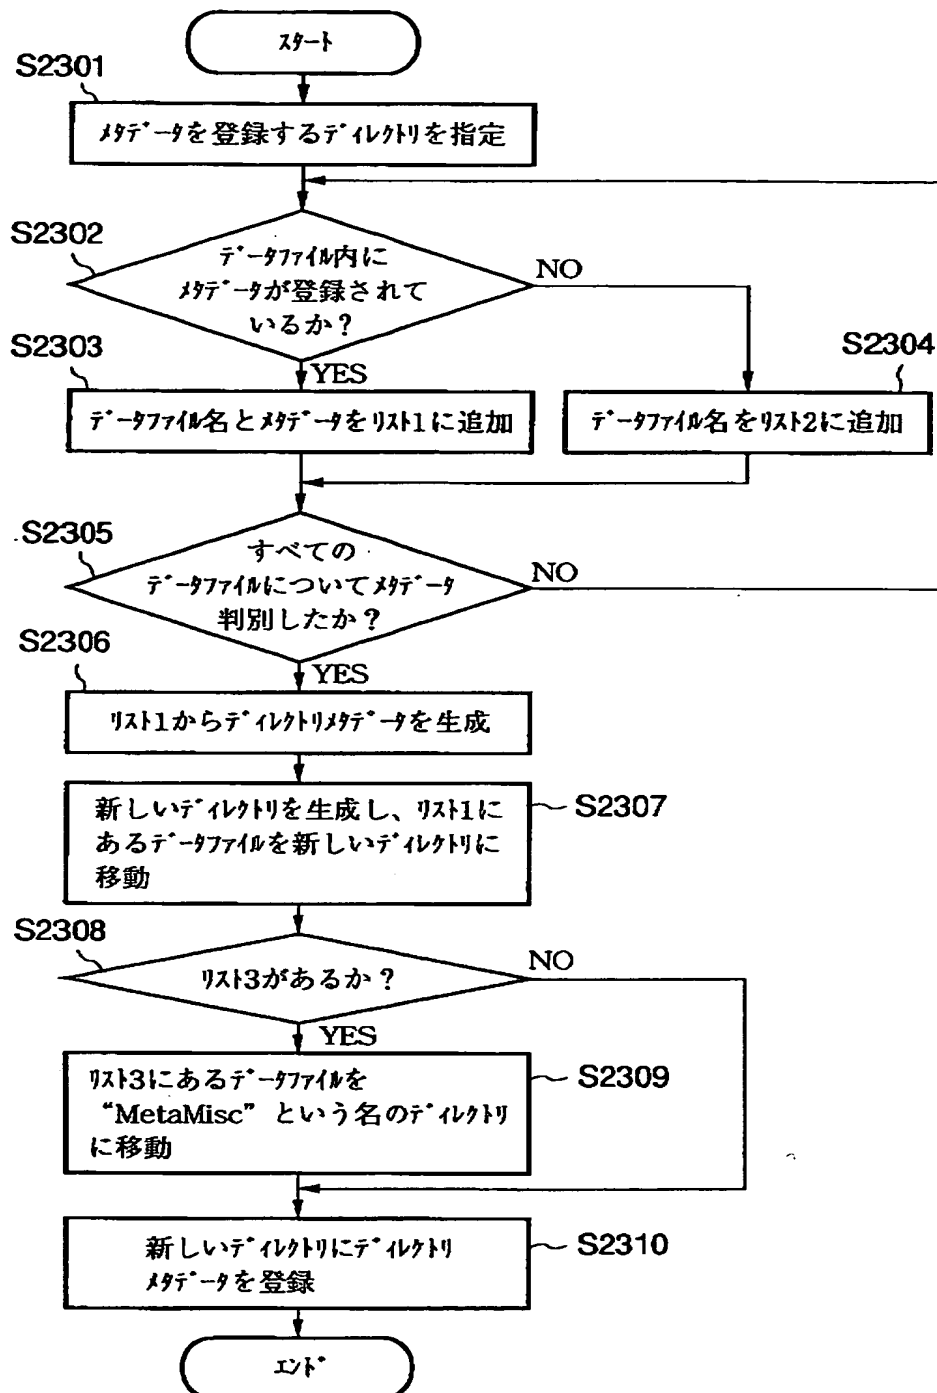 スタート
S2301
メタデータを登録するディレクトリを指定
S2302
データファイル内に
メタデータが登録されて
いるか？
NO
S2303
YES
S2304
データファイル名とメタデータをリスト1に追加
データファイル名をリスト2に追加
S2305
すべての
データファイルについてメタデータ
判別したか？
NO
S2306
YES
リスト1からディレクトリメタデータを生成
新しいディレクトリを生成し、リスト1に
あるデータファイルを新しいディレクトリに
移動
S2307
S2308
リスト3があるか？
NO
YES
リスト3にあるデータファイルを
“MetaMisc”という名のディレクトリ
に移動
S2309
新しいディレクトリにディレクトリ
メタデータを登録
S2310
エンド